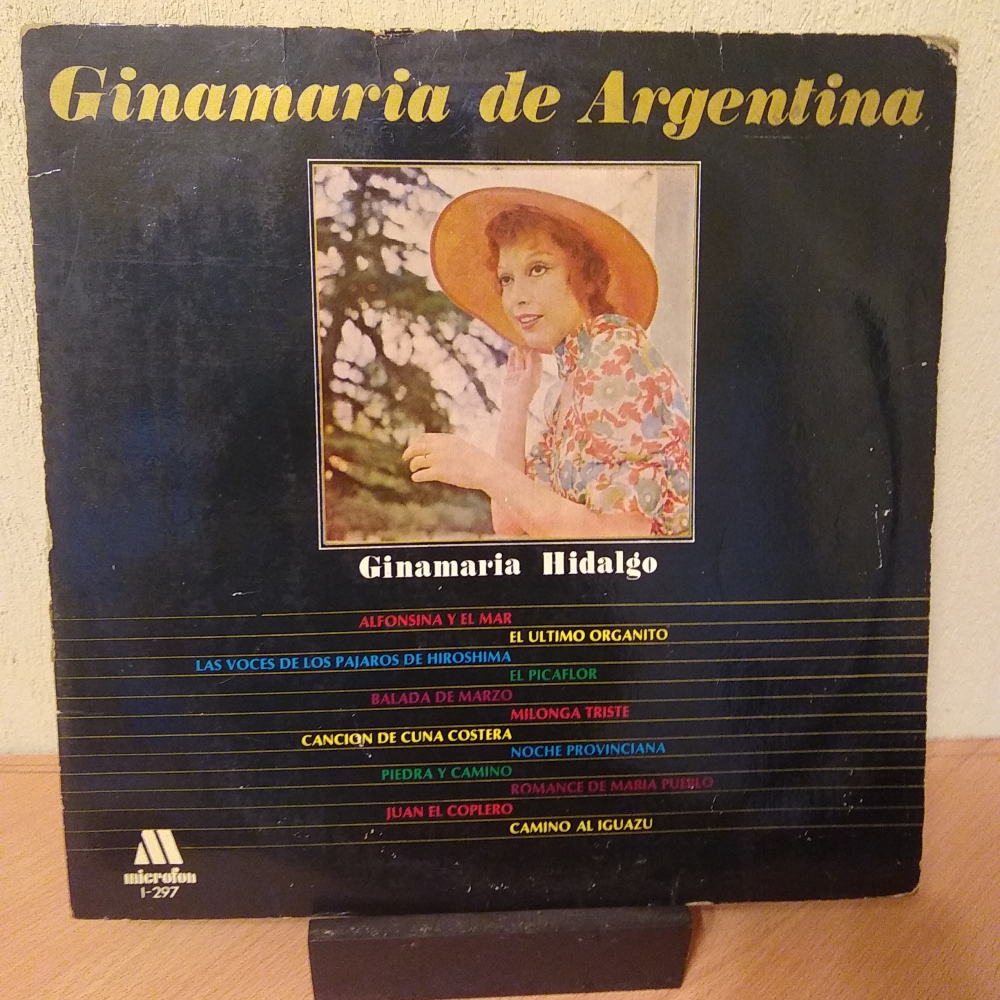 Ginamaria de Argentina
Ginamaria Hidalgo
ALFONSINA Y EL MAR
EL ULTIMO ORGANITO
LAS VOCES DE LOS PAJAROS DE HIROSHIMA
EL PICAFLOR
BALADA DE MARZO
MILONGA TRISTE
CANCION DE CUNA COSTERA
NOCHE PROVINCIANA
PIEDRA Y CAMINO
ROMANCE DE MARIA PUEBLO
JUAN EL COPLERO
CAMINO AL IGUAZU
microfon
I-297